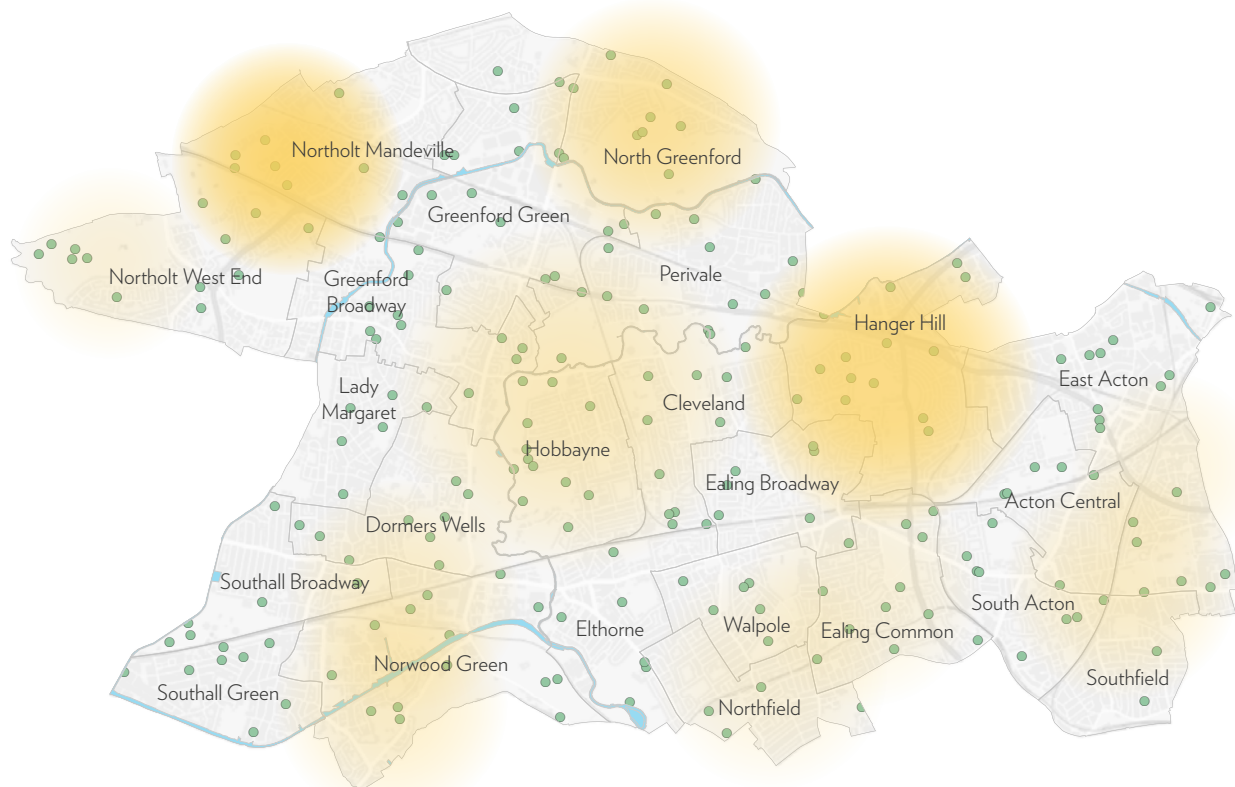 Northolt Mandeville
North Greenford
Greenford Green
Northolt West End
Greenford
Broadway
Perivale
Hanger Hill
East Acton
Lady
Margaret
Cleveland
Hobbayne
Ealing Broadway
Acton Central
Dormers Wells
Southall Broadway
South Acton
Walpole
Elthorne
Ealing Common
Norwood Green
Southfield
Southall Green
Northfield